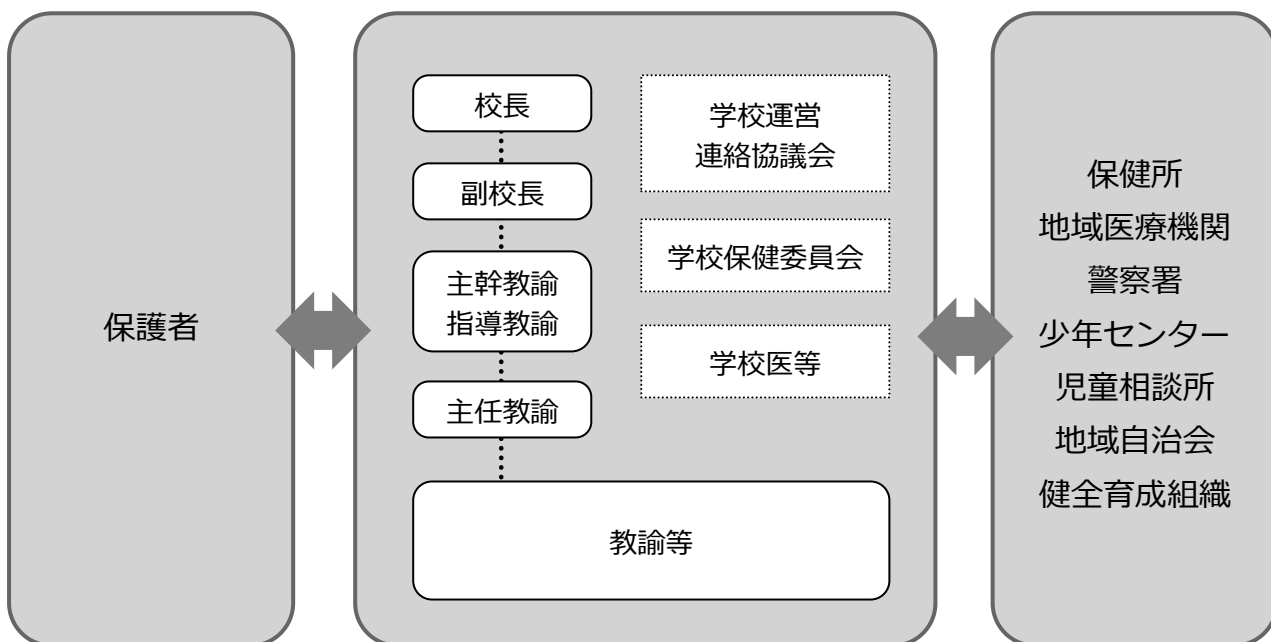 保護者
校長
副校長
主幹教諭
指導教諭
主任教諭
教諭等
学校運営
連絡協議会
学校保健委員会
学校医等
保健所
地域医療機関
警察署
少年センター
児童相談所
地域自治会
健全育成組織